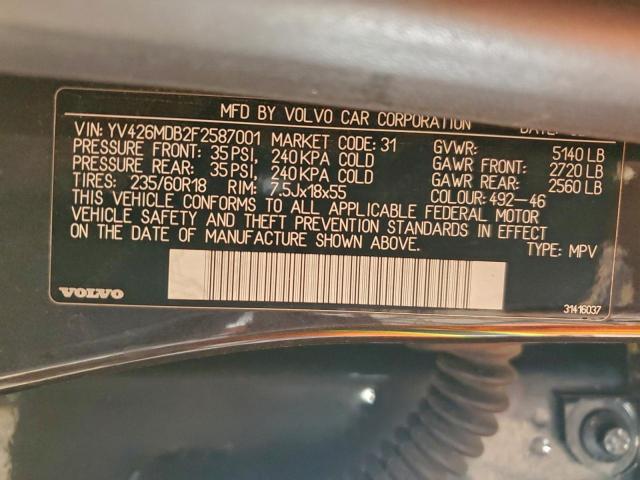 MFD BY VOLVO CAR CORPORATION
VIN: YV426MDB2F2587001 MARKET CODE: 31
PRESSURE FRONT: 35 PSI, 240 KPA COLD
PRESSURE REAR: 35 PSI, 240 KPA COLD
TIRES: 235/60R18 RIM: 7.5Jx18x55
GVWR: 5140 LB
GAWR FRONT: 2720 LB
GAWR REAR: 2560 LB
COLOUR: 492-46
THIS VEHICLE CONFORMS TO ALL APPLICABLE FEDERAL MOTOR
VEHICLE SAFETY AND THEFT PREVENTION STANDARDS IN EFFECT
ON THE DATE OF MANUFACTURE SHOWN ABOVE.
TYPE: MPV
VOLVO
31416037